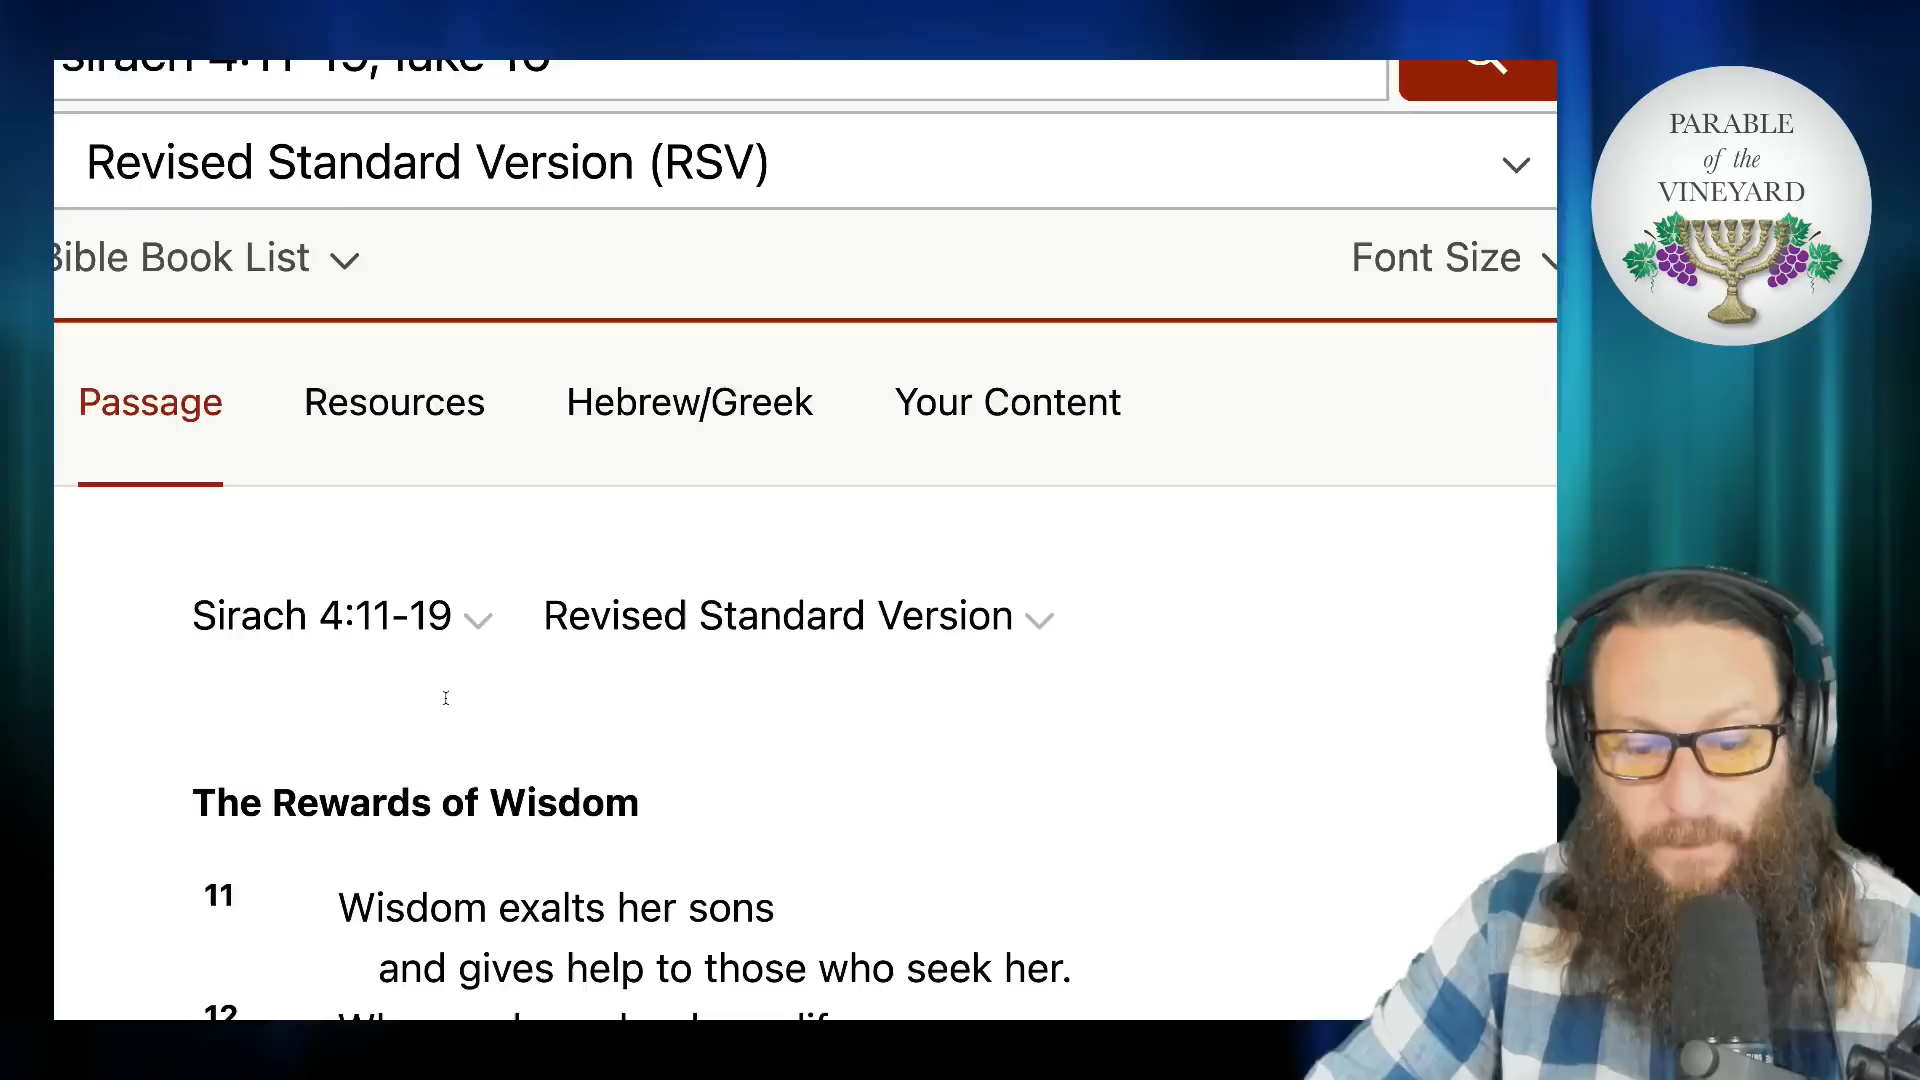 Revised Standard Version (RSV)
Bible Book List
Font Size
Passage
Resources
Hebrew/Greek
Your Content
Sirach 4:11-19
Revised Standard Version
The Rewards of Wisdom
11 Wisdom exalts her sons
and gives help to those who seek her.
12
PARABLE
of the
VINEYARD